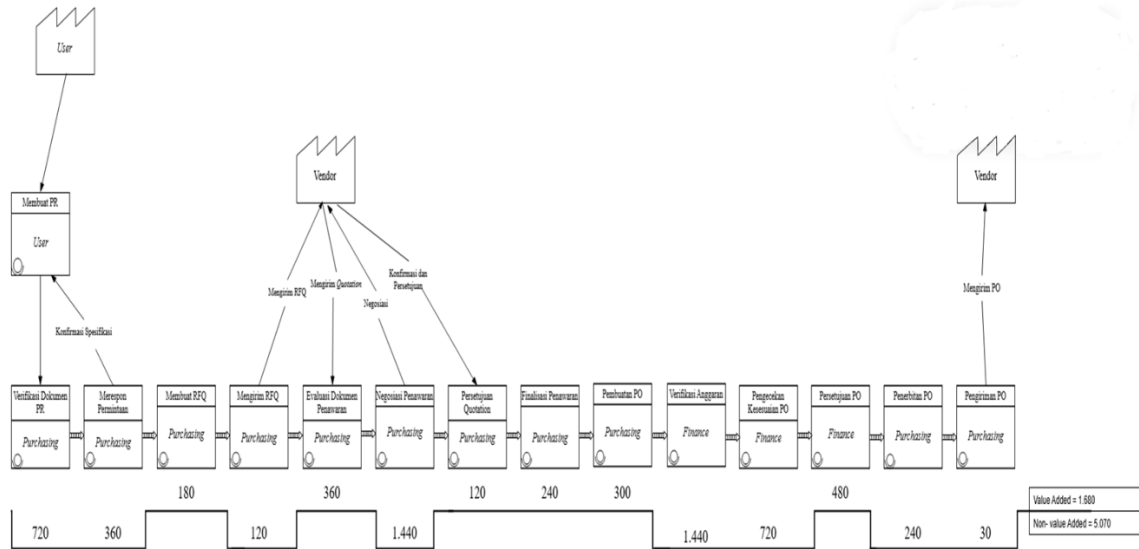 User
Vendor
Vendor
Membuat PR
User
Konfirmasi Spesifikasi
Mengirim RFQ
Mengirim Quotation
Negosiasi
Konfirmasi dan
Persetujuan
Mengirim PO
Verifikasi Dokumen
PR
Purchasing
Merespon
Permintaan
Purchasing
Membuat RFQ
Purchasing
Mengirim RFQ
Purchasing
Evaluasi Dokumen
Penawaran
Purchasing
Negosiasi Penawaran
Purchasing
Persetujuan
Quotation
Purchasing
Finalisasi Penawaran
Purchasing
Pembuatan PO
Purchasing
Verifikasi Anggaran
Finance
Pengecekan
Kesesuaian PO
Finance
Persetujuan PO
Finance
Penerbitan PO
Purchasing
Pengiriman PO
Purchasing
180
360
120
240
300
480
720
360
120
1.440
1.440
720
240
30
Value Added = 1.680
Non- value Added = 5.070